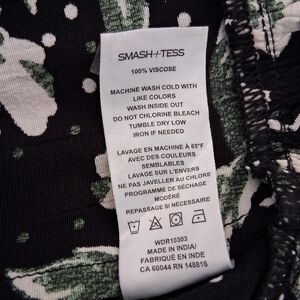 SMASH+TESS
100% VISCOSE
MACHINE WASH COLD WITH
LIKE COLORS
WASH INSIDE OUT
DO NOT CHLORINE BLEACH
TUMBLE DRY LOW
IRON IF NEEDED
LAVAGE EN MACHINE À 65°F
AVEC DES COULEURS
SEMBLABLES
LAVAGE SUR L'ENVERS
NE PAS JAVELLER AU CHLORE
PROGRAMME DE SÉCHAGE
MODÉRÉ
REPASSAGE SI NÉCESSAIRE
WDR10303
MADE IN INDIA/
FABRIQUÉ EN INDE
CA 60044 RN 148816